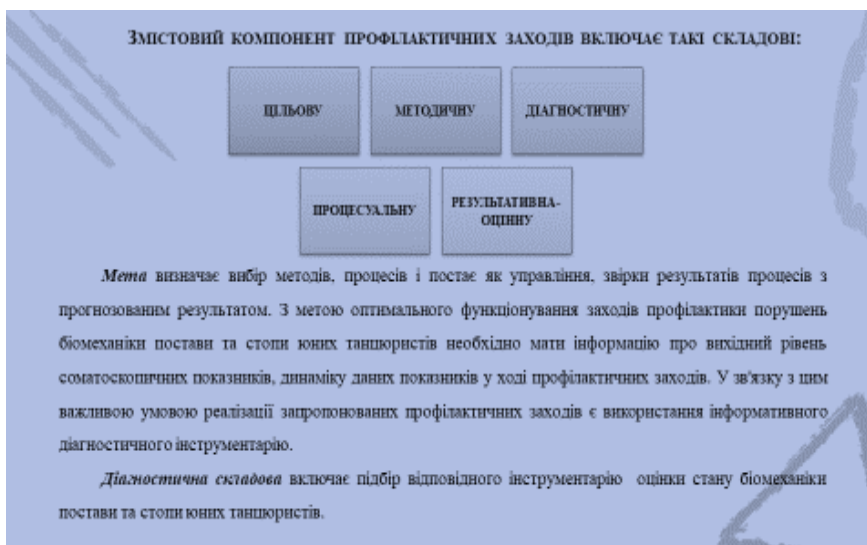 ЗМІСТОВИЙ КОМПОНЕНТ ПРОФІЛАКТИЧНИХ ЗАХОДІВ ВКЛЮЧАЄ ТАКІ СКЛАДОВІ:
ЦІЛЬОВУ
МЕТОДИЧНУ
ДІАГНОСТИЧНУ
ПРОЦЕСУАЛЬНУ
РЕЗУЛЬТАТИВНА-
ОЦІННУ
Мета визначає вибір методів, процесів і постає як управління, звірки результатів процесів з
прогнозованим результатом. З метою оптимального функціонування заходів профілактики порушень
біомеханіки постави та стопи юних танцюристів необхідно мати інформацію про вихідний рівень
соматоскопичних показників, динаміку даних показників у ході профілактичних заходів. У зв'язку з цим
важливою умовою реалізації запропонованих профілактичних заходів є використання інформативного
діагностичного інструментарію.
Діагностична складова включає підбір відповідного інструментарію оцінки стану біомеханіки
постави та стопи юних танцюристів.